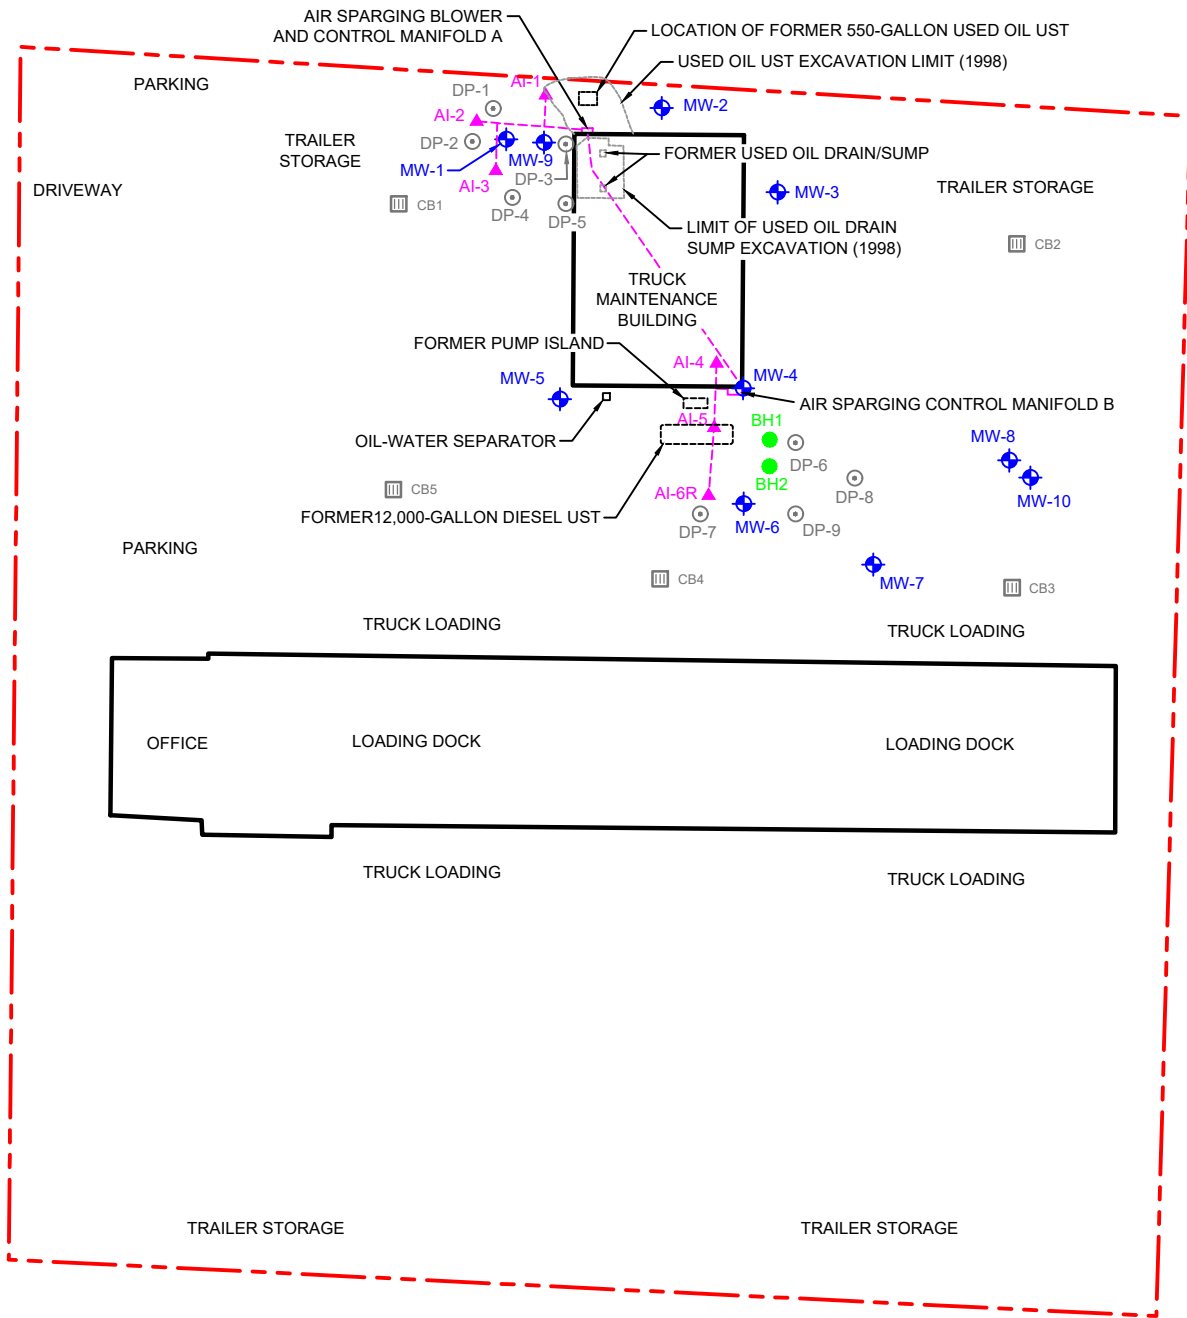 AIR SPARGING BLOWER
AND CONTROL MANIFOLD A
LOCATION OF FORMER 550-GALLON USED OIL UST
USED OIL UST EXCAVATION LIMIT (1998)
PARKING
DP-1
AI-1
AI-2
MW-2
TRAILER
STORAGE
DP-2
MW-1
MW-9
DP-3
FORMER USED OIL DRAIN/SUMP
AI-3
DRIVEWAY
MW-3
TRAILER STORAGE
CB1
DP-4
DP-5
LIMIT OF USED OIL DRAIN
SUMP EXCAVATION (1998)
CB2
TRUCK
MAINTENANCE
BUILDING
FORMER PUMP ISLAND
AI-4
MW-5
MW-4
AIR SPARGING CONTROL MANIFOLD B
AI-5
BH1
OIL-WATER SEPARATOR
MW-8
DP-6
BH2
CB5
AI-6R
DP-8
MW-10
FORMER12,000-GALLON DIESEL UST
DP-7
MW-6
DP-9
PARKING
CB4
MW-7
CB3
TRUCK LOADING
TRUCK LOADING
OFFICE
LOADING DOCK
LOADING DOCK
TRUCK LOADING
TRUCK LOADING
TRAILER STORAGE
TRAILER STORAGE